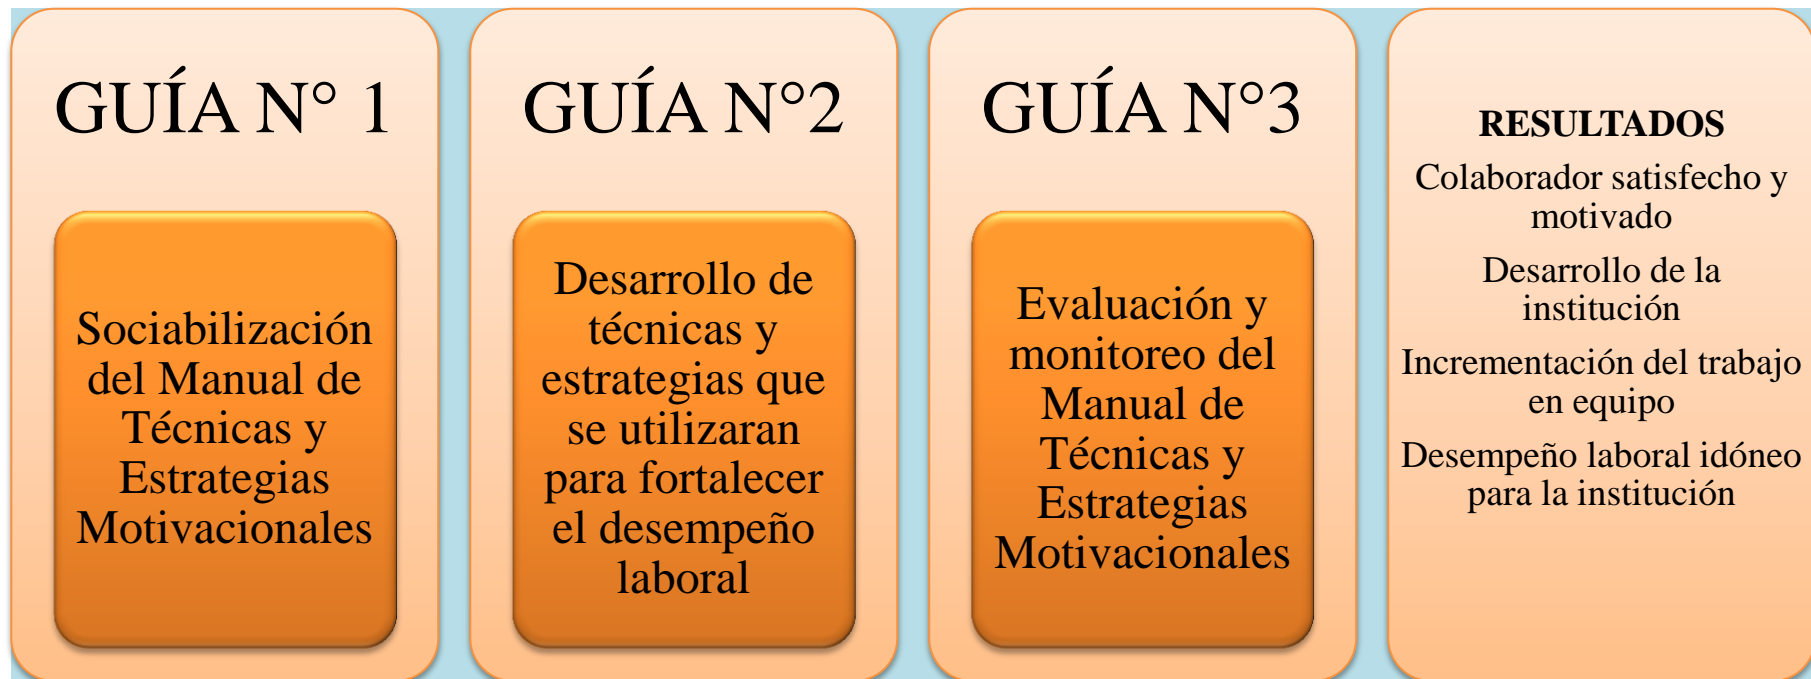 GUÍA N° 1
Sociabilización
del Manual de
Técnicas y
Estrategias
Motivacionales
GUÍA N°2
Desarrollo de
técnicas y
estrategias que
se utilizaran
para fortalecer
el desempeño
laboral
GUÍA N°3
Evaluación y
monitoreo del
Manual de
Técnicas y
Estrategias
Motivacionales
RESULTADOS
Colaborador satisfecho y
motivado
Desarrollo de la
institución
Incrementación del trabajo
en equipo
Desempeño laboral idóneo
para la institución